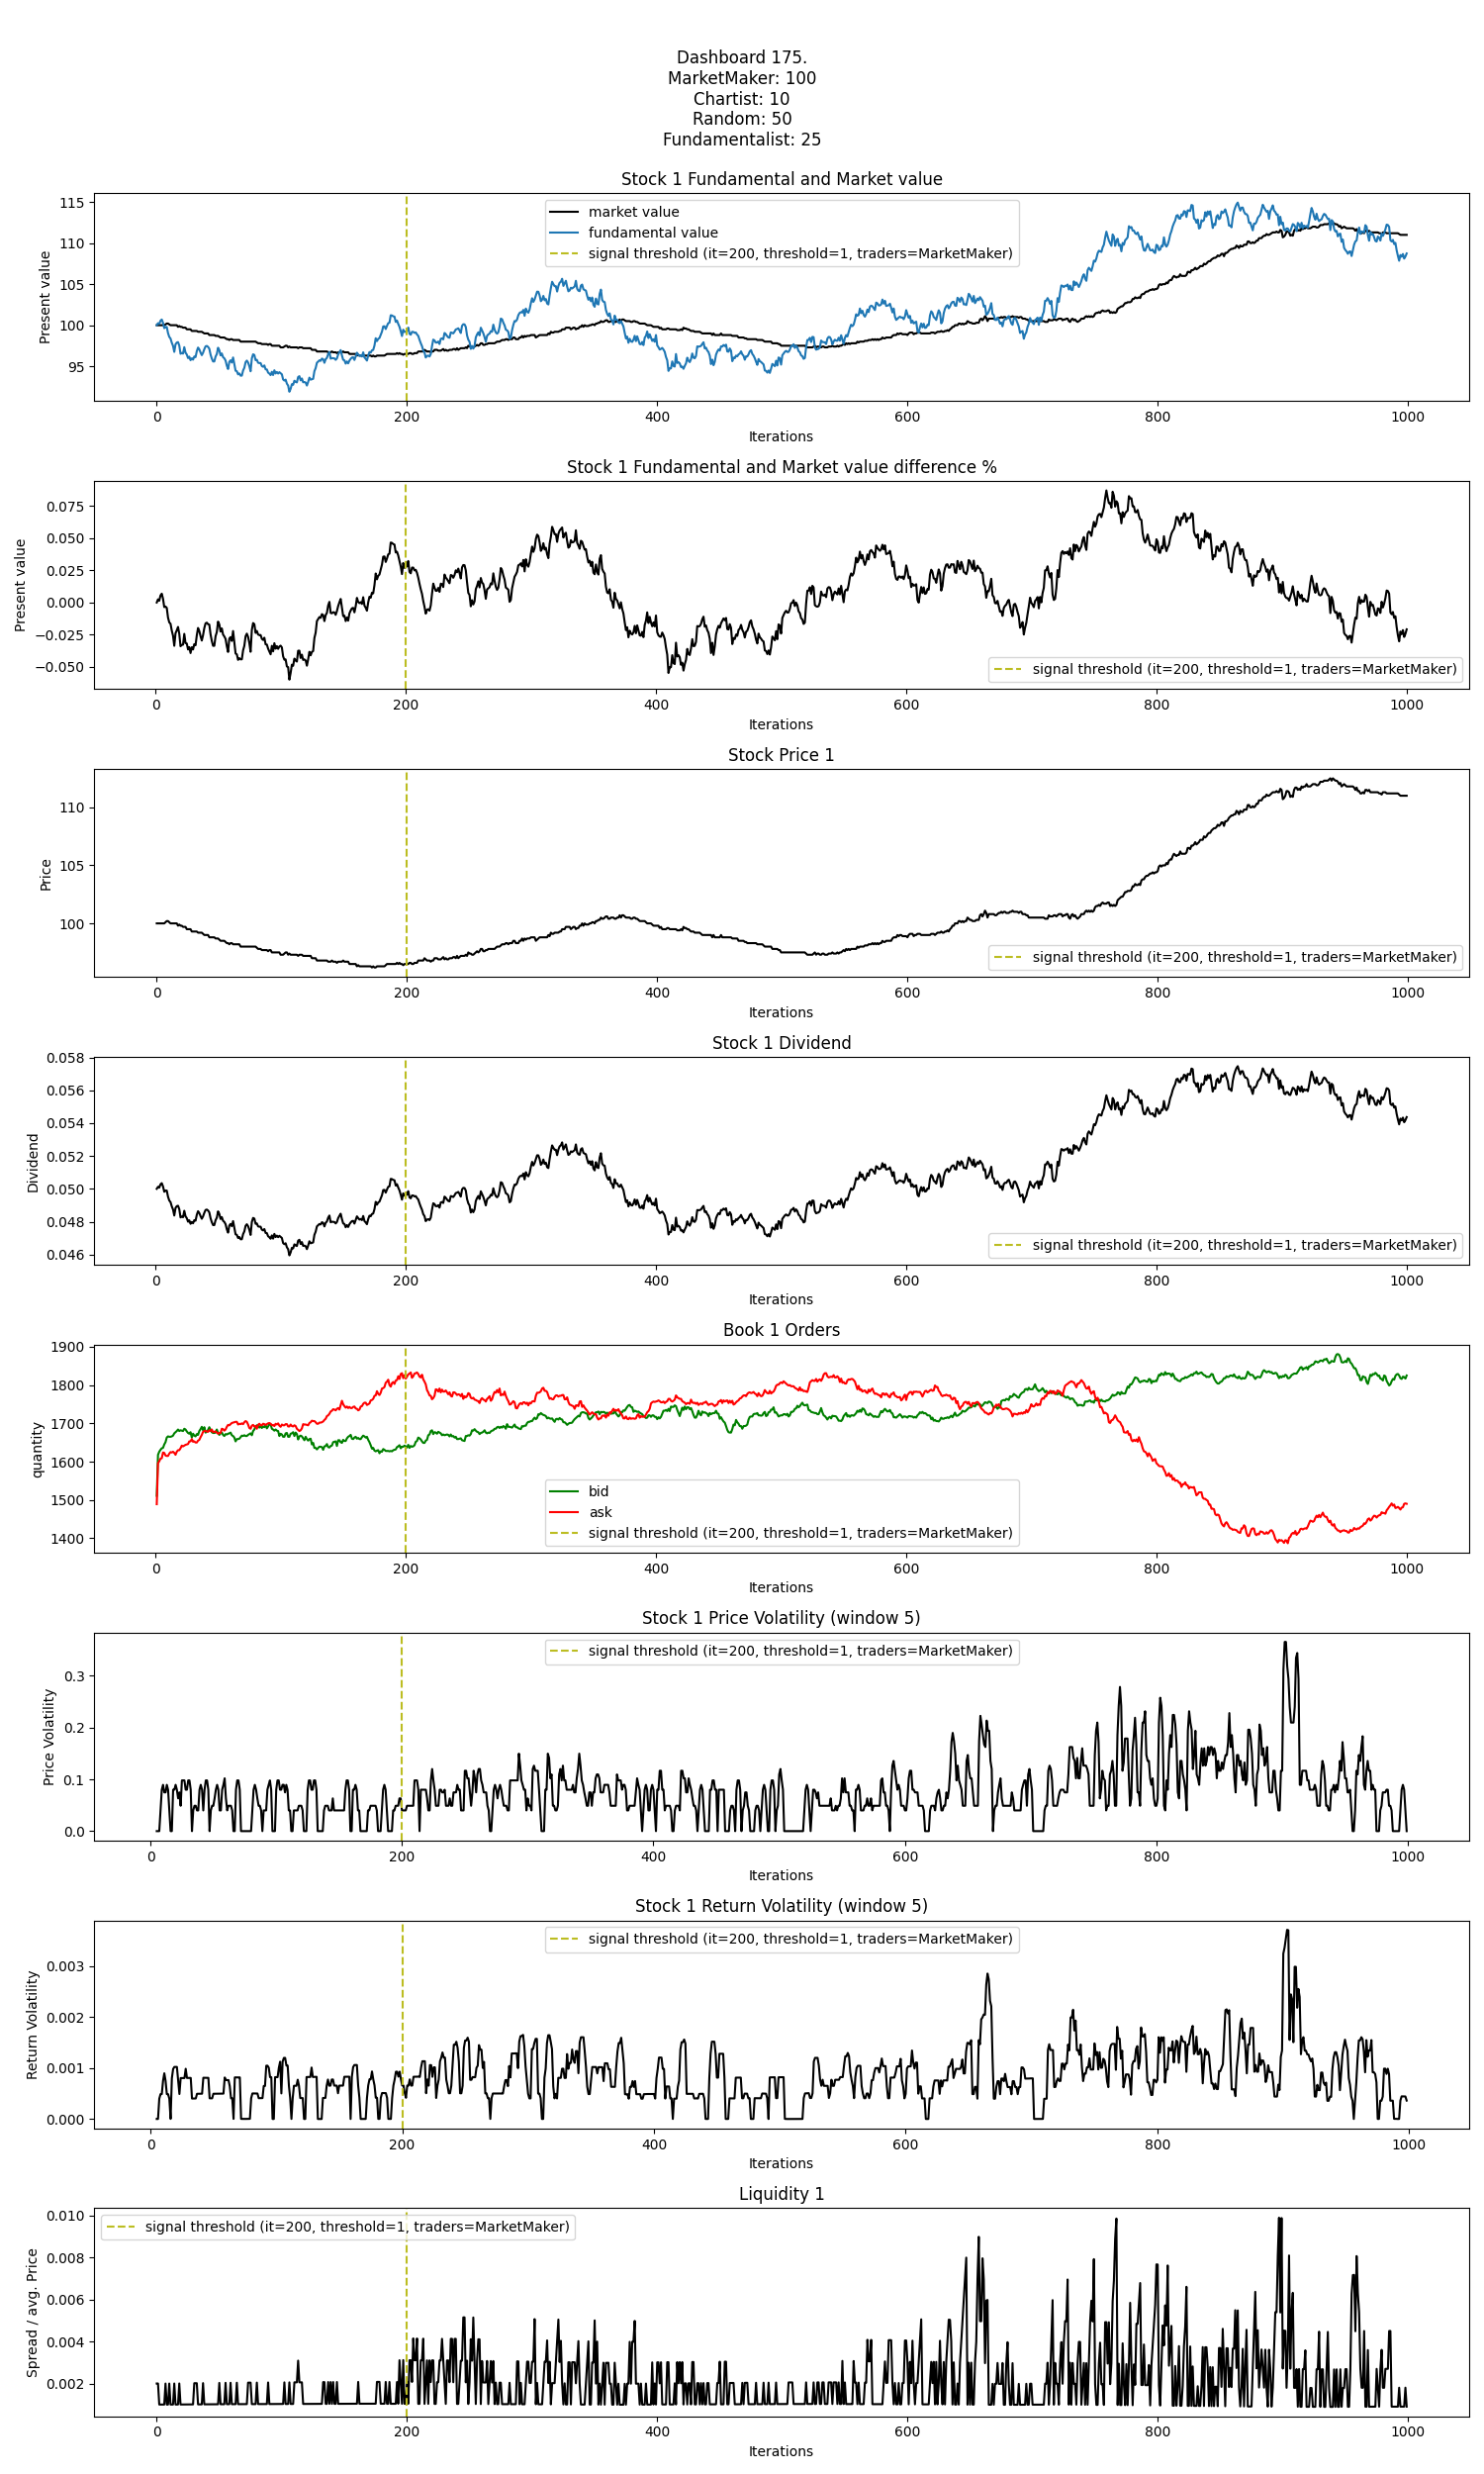 Dashboard 175.
MarketMaker: 100
Chartist: 10
Random: 50
Fundamentalist: 25
Stock 1 Fundamental and Market value
115
110
105
100
95
Present value
market value
fundamental value
signal threshold (it=200, threshold=1, traders=MarketMaker)
0 200 400 600 800 1000
Iterations
Stock 1 Fundamental and Market value difference %
0.075
0.050
0.025
0.000
−0.025
−0.050
Present value
signal threshold (it=200, threshold=1, traders=MarketMaker)
0 200 400 600 800 1000
Iterations
Stock Price 1
110
105
100
Price
signal threshold (it=200, threshold=1, traders=MarketMaker)
0 200 400 600 800 1000
Iterations
Stock 1 Dividend
0.058
0.056
0.054
0.052
0.050
0.048
0.046
Dividend
signal threshold (it=200, threshold=1, traders=MarketMaker)
0 200 400 600 800 1000
Iterations
Book 1 Orders
1900
1800
1700
1600
1500
1400
quantity
bid
ask
signal threshold (it=200, threshold=1, traders=MarketMaker)
0 200 400 600 800 1000
Iterations
Stock 1 Price Volatility (window 5)
signal threshold (it=200, threshold=1, traders=MarketMaker)
0.3
0.2
0.1
0.0
Price Volatility
0 200 400 600 800 1000
Iterations
Stock 1 Return Volatility (window 5)
signal threshold (it=200, threshold=1, traders=MarketMaker)
0.003
0.002
0.001
0.000
Return Volatility
0 200 400 600 800 1000
Iterations
Liquidity 1
signal threshold (it=200, threshold=1, traders=MarketMaker)
0.010
0.008
0.006
0.004
0.002
Spread / avg. Price
0 200 400 600 800 1000
Iterations